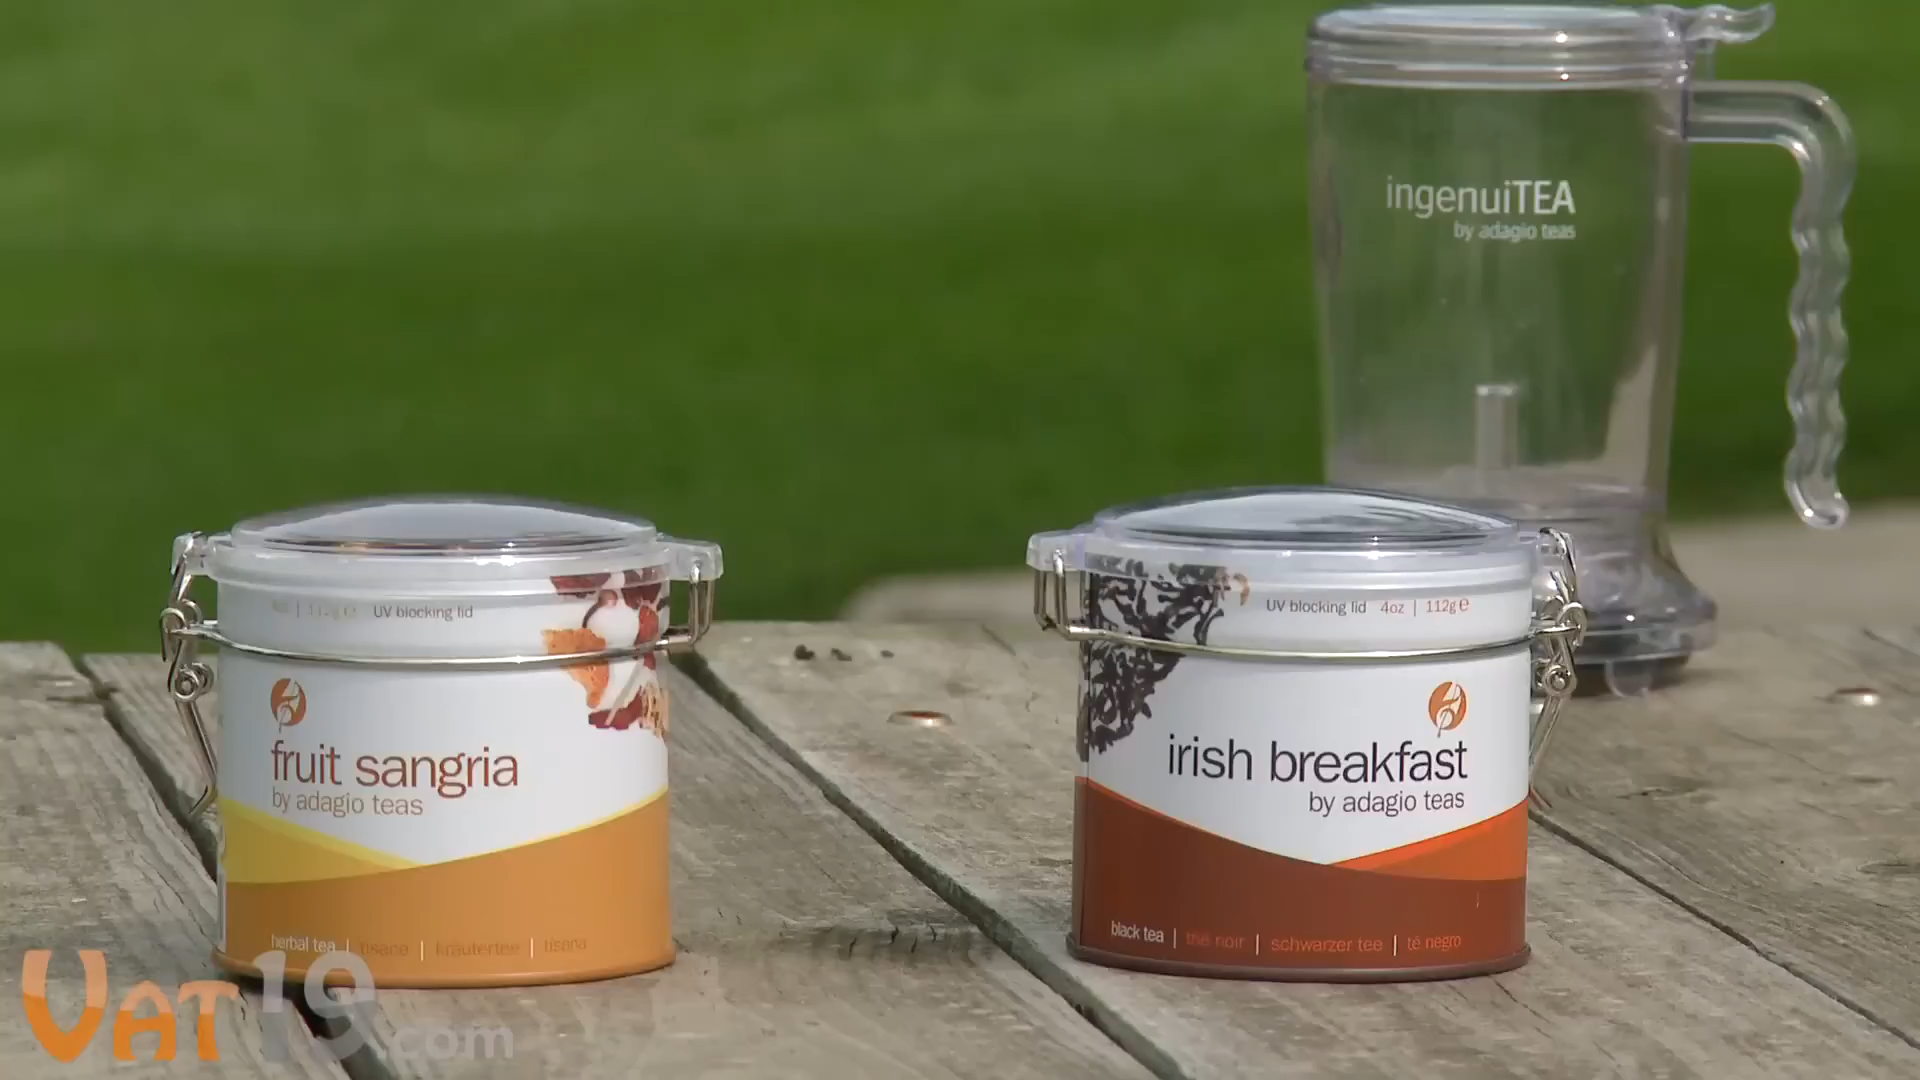 ingenuiTEA
by adagio teas
UV blocking lid
fruit sangria
by adagio teas
herbal tea | tisane | kräutertee | tisana
UV blocking lid 4oz | 112g e
irish breakfast
by adagio teas
black tea | thé noir | schwarzer tee | té negro
VAT19.com